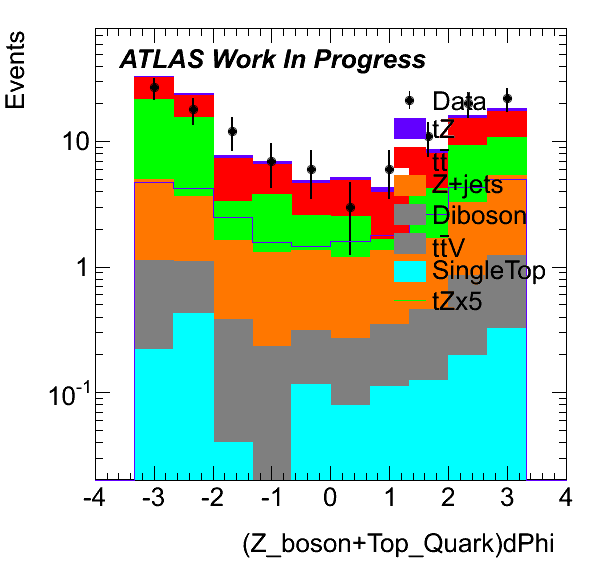 Events
ATLAS Work In Progress
Data
tZ
tt̅
Z+jets
Diboson
tt̅V
SingleTop
tZx5
10
1
10⁻¹
-4 -3 -2 -1 0 1 2 3 4
(Z_boson+Top_Quark)dPhi